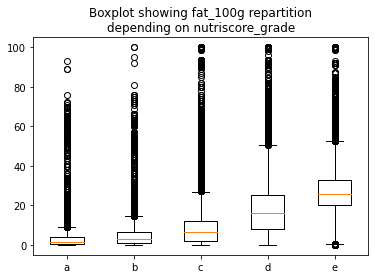 Boxplot showing fat_100g repartition
depending on nutriscore_grade
100
80
60
40
20
0
a b c d e